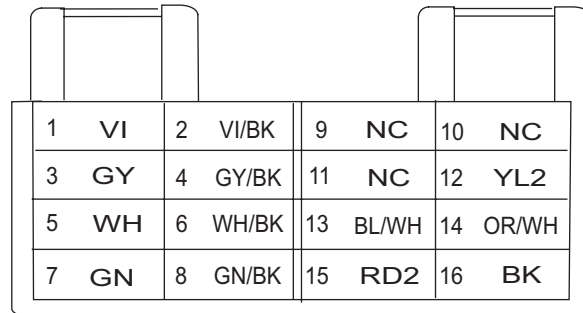 1 VI 2 VI/BK 9 NC 10 NC
3 GY 4 GY/BK 11 NC 12 YL2
5 WH 6 WH/BK 13 BL/WH 14 OR/WH
7 GN 8 GN/BK 15 RD2 16 BK